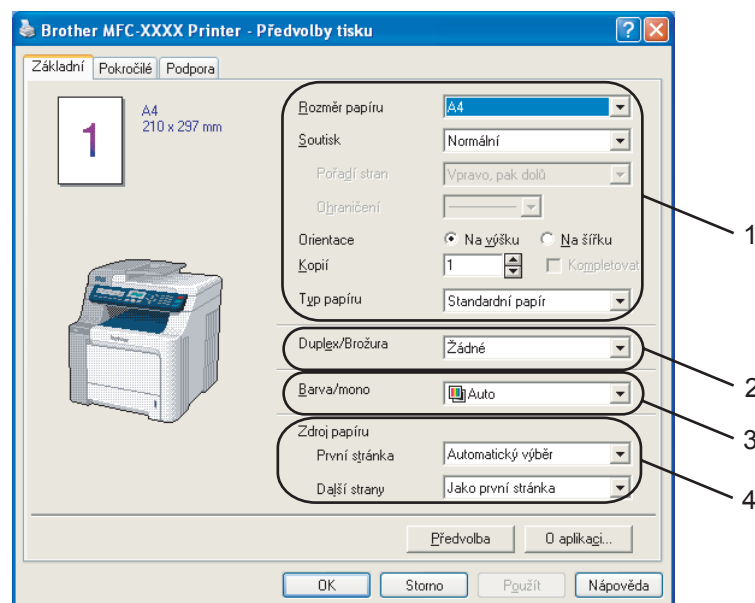 Brother MFC-XXXX Printer - Předvolby tisku
Základní Pokročilé Podpora
1
A4
210 x 297 mm
Rozměr papíru A4
Soutisk Normální
Pořadí stran Vpravo, pak dolů
Ohraničení
Orientace Na výšku Na šířku
Kopií 1 Kompletovat
Typ papíru Standardní papír
1
Duplex/Brožura Žádné
2
Barva/mono Auto
3
Zdroj papíru
První stránka Automatický výběr
Další strany Jako první stránka
4
Předvolba O aplikaci...
OK Storno Použít Nápověda